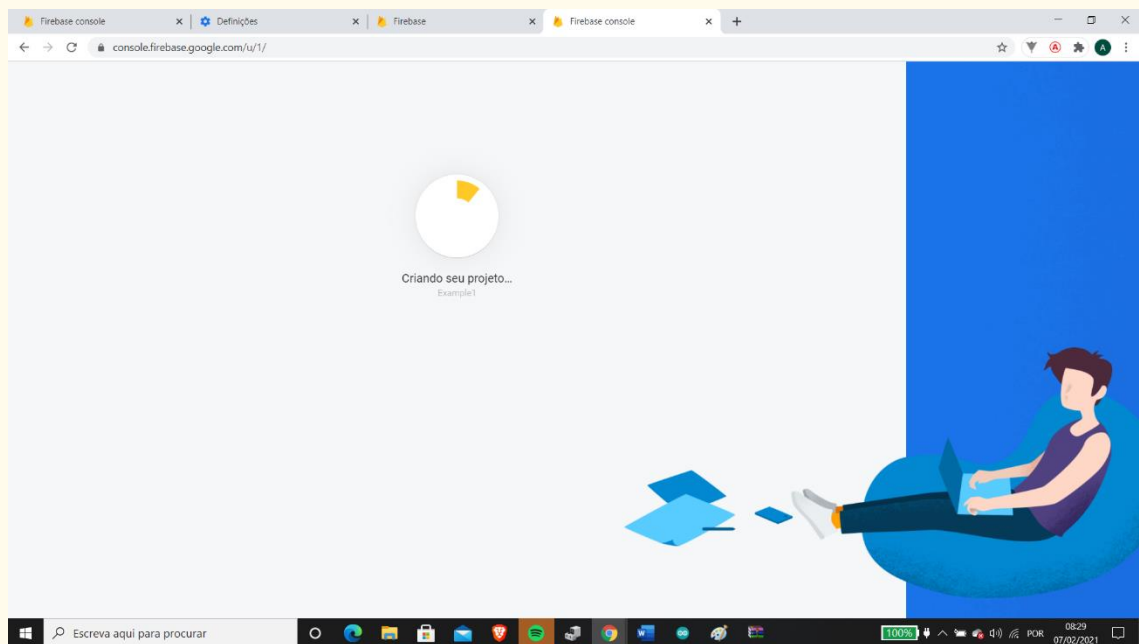 Firebase console
Definições
Firebase
Firebase console
console.firebase.google.com/u/1/
A
A
Criando seu projeto...
Example1
Escreva aqui para procurar
W
100%
POR
08:29
07/02/2021